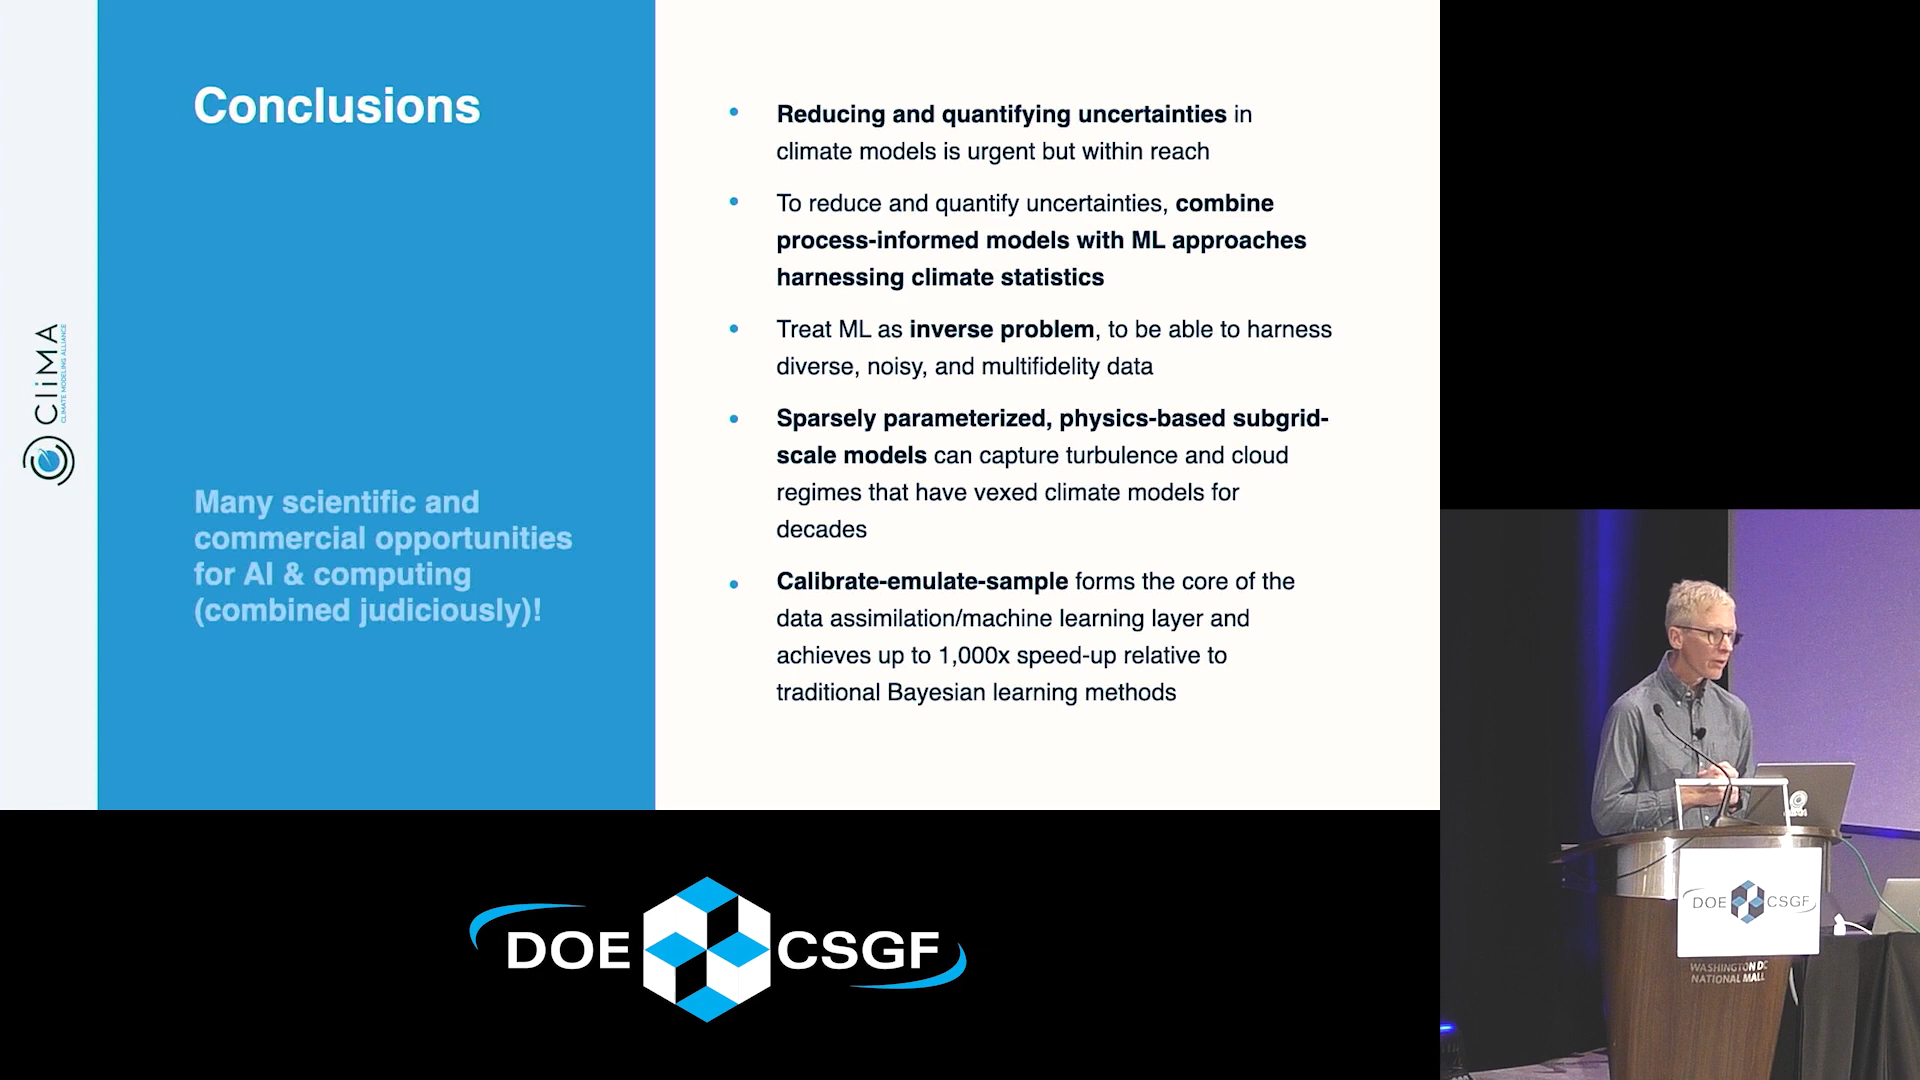 Conclusions
Many scientific and
commercial opportunities
for AI & computing
(combined judiciously)!
CliMA
CLIMATE MODELING ALLIANCE
• Reducing and quantifying uncertainties in
climate models is urgent but within reach
• To reduce and quantify uncertainties, combine
process-informed models with ML approaches
harnessing climate statistics
• Treat ML as inverse problem, to be able to harness
diverse, noisy, and multifidelity data
• Sparsely parameterized, physics-based subgrid-
scale models can capture turbulence and cloud
regimes that have vexed climate models for
decades
• Calibrate-emulate-sample forms the core of the
data assimilation/machine learning layer and
achieves up to 1,000x speed-up relative to
traditional Bayesian learning methods
DOE CSGF
DOE CSGF
WASHINGTON DC
NATIONAL MALL